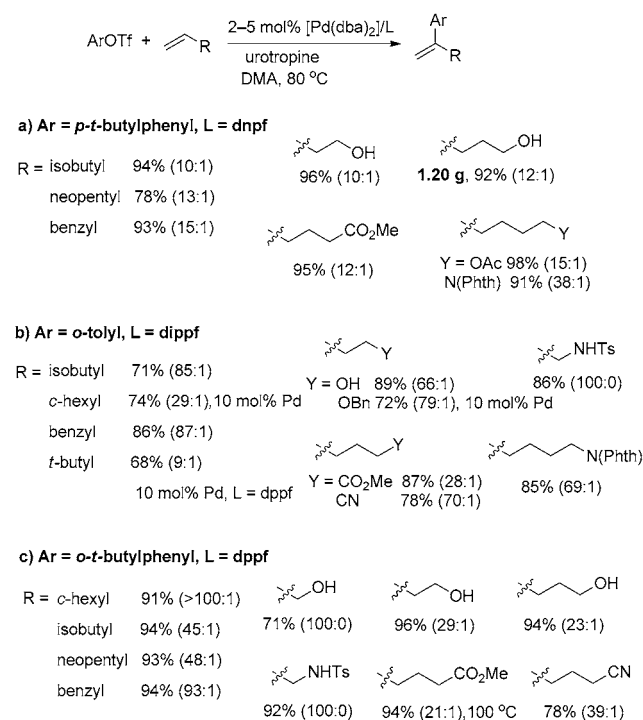 ArOTf + R 2–5 mol% [Pd(dba)2]/L Ar R
urotropine
DMA, 80 ºC
a) Ar = p-t-butylphenyl, L = dnpf
R = isobutyl 94% (10:1)
neopentyl 78% (13:1)
benzyl 93% (15:1)
OH
96% (10:1)
OH
1.20 g, 92% (12:1)
CO2Me
95% (12:1)
Y
Y = OAc 98% (15:1)
N(Phth) 91% (38:1)
b) Ar = o-tolyl, L = dippf
R = isobutyl 71% (85:1)
c-hexyl 74% (29:1), 10 mol% Pd
benzyl 86% (87:1)
t-butyl 68% (9:1)
10 mol% Pd, L = dppf
Y
Y = OH 89% (66:1)
OBn 72% (79:1), 10 mol% Pd
NHTs
86% (100:0)
Y
Y = CO2Me 87% (28:1)
CN 78% (70:1)
N(Phth)
85% (69:1)
c) Ar = o-t-butylphenyl, L = dppf
R = c-hexyl 91% (>100:1)
isobutyl 94% (45:1)
neopentyl 93% (48:1)
benzyl 94% (93:1)
OH
71% (100:0)
OH
96% (29:1)
OH
94% (23:1)
NHTs
92% (100:0)
CO2Me
94% (21:1),100 ºC
CN
78% (39:1)